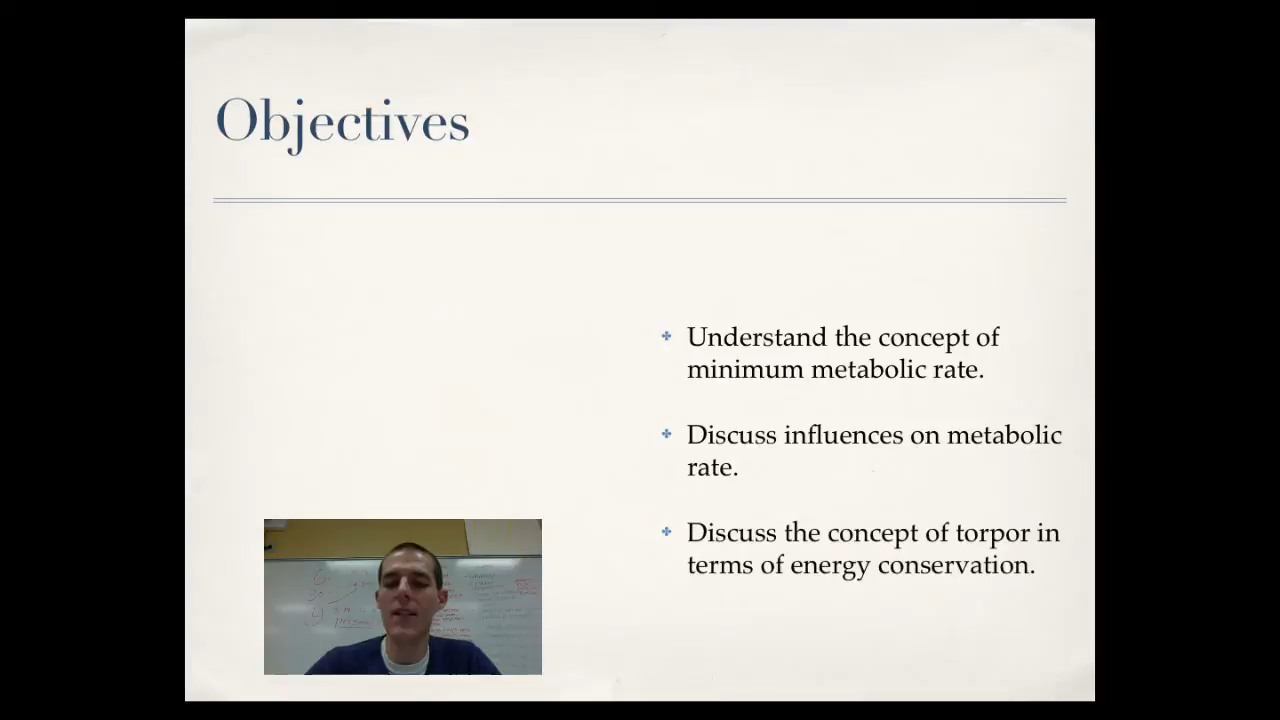 Objectives
Understand the concept of
minimum metabolic rate.
Discuss influences on metabolic
rate.
Discuss the concept of torpor in
terms of energy conservation.